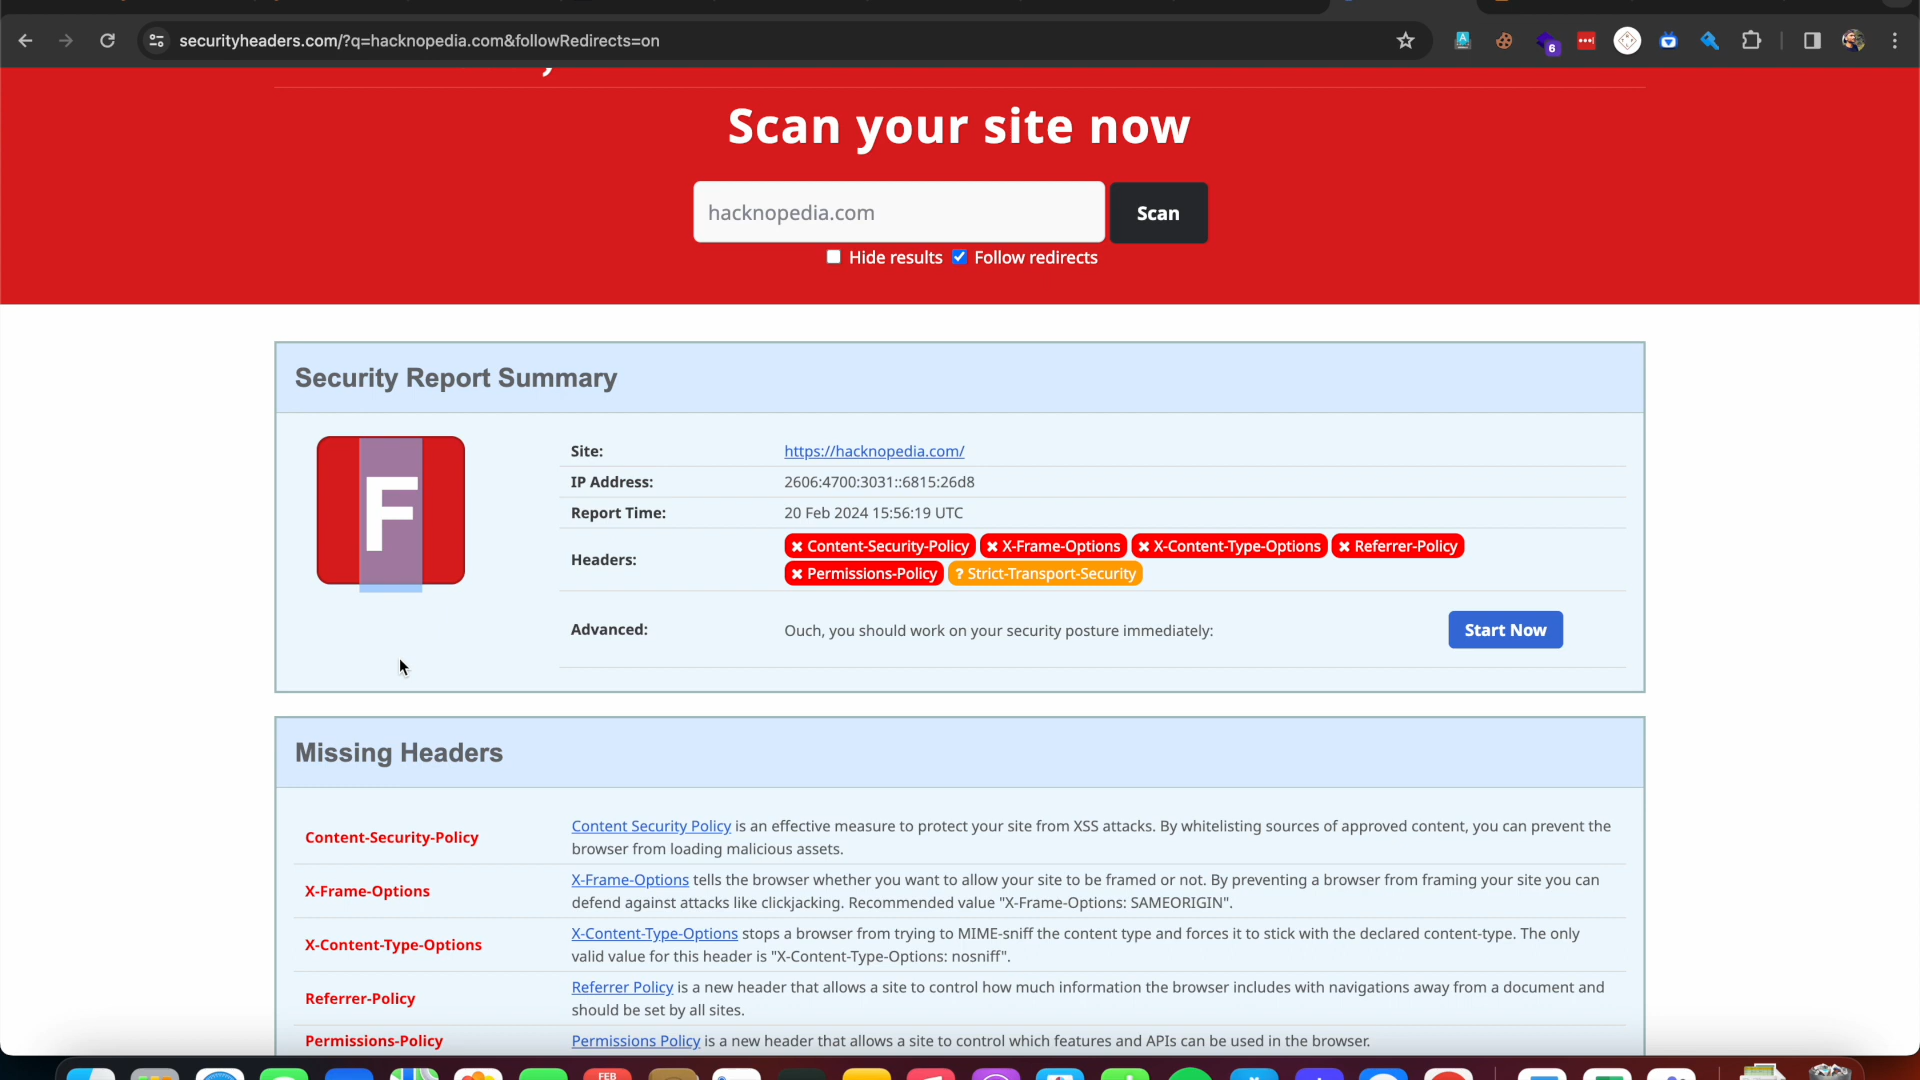 securityheaders.com/?q=hacknopedia.com&followRedirects=on
6
Scan your site now
hacknopedia.com
Scan
Hide results
Follow redirects
Security Report Summary
F
Site:
https://hacknopedia.com/
IP Address:
2606:4700:3031::6815:26d8
Report Time:
20 Feb 2024 15:56:19 UTC
Headers:
Content-Security-Policy
X-Frame-Options
X-Content-Type-Options
Referrer-Policy
Permissions-Policy
? Strict-Transport-Security
Advanced:
Ouch, you should work on your security posture immediately:
Start Now
Missing Headers
Content-Security-Policy
Content Security Policy is an effective measure to protect your site from XSS attacks. By whitelisting sources of approved content, you can prevent the
browser from loading malicious assets.
X-Frame-Options
X-Frame-Options tells the browser whether you want to allow your site to be framed or not. By preventing a browser from framing your site you can
defend against attacks like clickjacking. Recommended value "X-Frame-Options: SAMEORIGIN".
X-Content-Type-Options
X-Content-Type-Options stops a browser from trying to MIME-sniff the content type and forces it to stick with the declared content-type. The only
valid value for this header is "X-Content-Type-Options: nosniff".
Referrer-Policy
Referrer Policy is a new header that allows a site to control how much information the browser includes with navigations away from a document and
should be set by all sites.
Permissions-Policy
Permissions Policy is a new header that allows a site to control which features and APIs can be used in the browser.
FEB